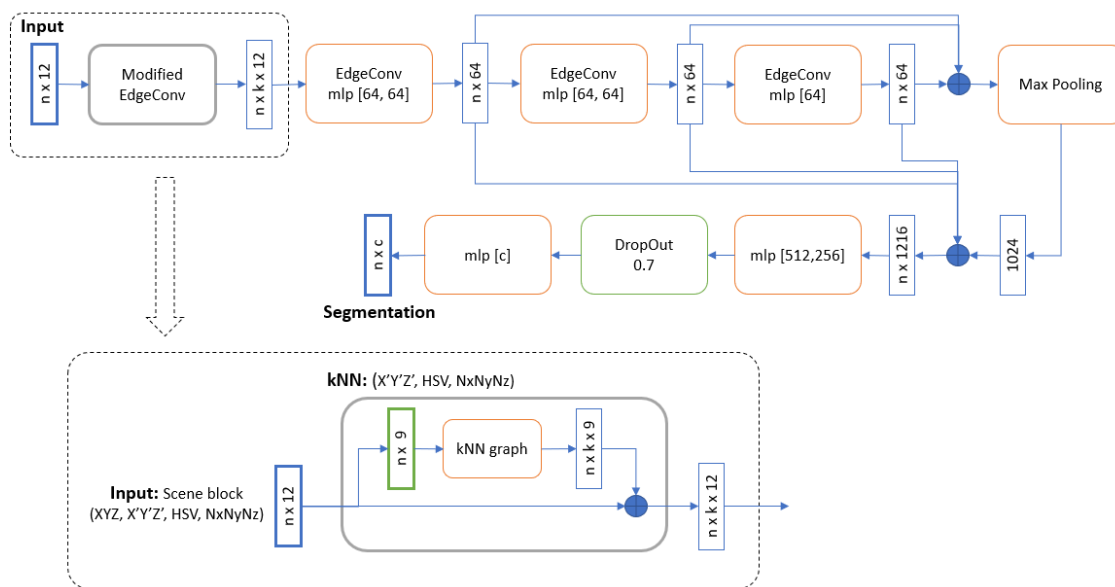 Input
n x 12
Modified
EdgeConv
n x k x 12
EdgeConv
mlp [64, 64]
n x 64
EdgeConv
mlp [64, 64]
n x 64
EdgeConv
mlp [64]
n x 64
Max Pooling
n x c
mlp [c]
DropOut
0.7
mlp [512,256]
n x 1216
1024
Segmentation
kNN: (X'Y'Z', HSV, NxNyNz)
n x 9
kNN graph
n x k x 9
Input: Scene block
(XYZ, X'Y'Z', HSV, NxNyNz)
n x 12
n x k x 12